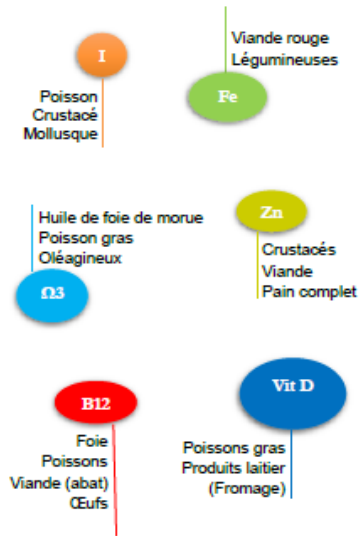 I
Poisson
Crustacé
Mollusque
Viande rouge
Légumineuses
Fe
Huile de foie de morue
Poisson gras
Oléagineux
Ω3
Zn
Crustacés
Viande
Pain complet
B12
Foie
Poissons
Viande (abat)
Œufs
Vit D
Poissons gras
Produits laitier
(Fromage)